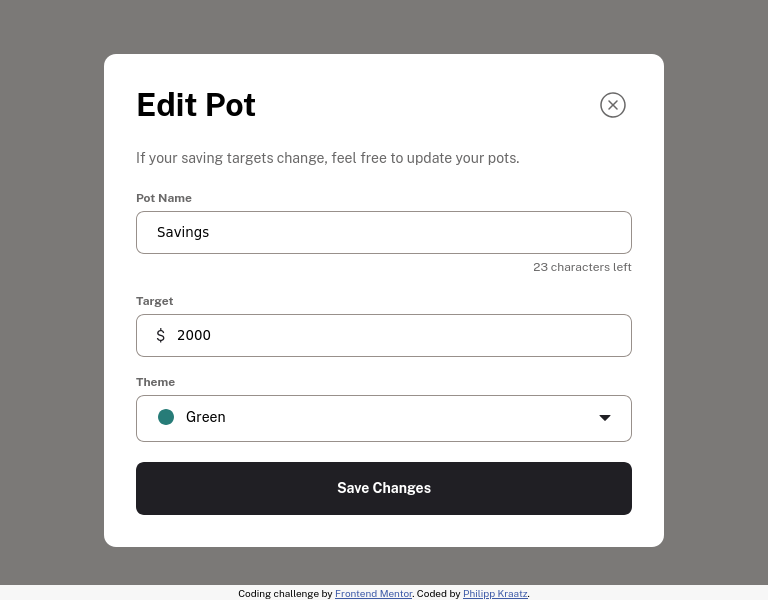 Edit Pot
If your saving targets change, feel free to update your pots.
Pot Name
Savings
23 characters left
Target
$ 2000
Theme
Green
Save Changes
Coding challenge by Frontend Mentor. Coded by Philipp Kraatz.